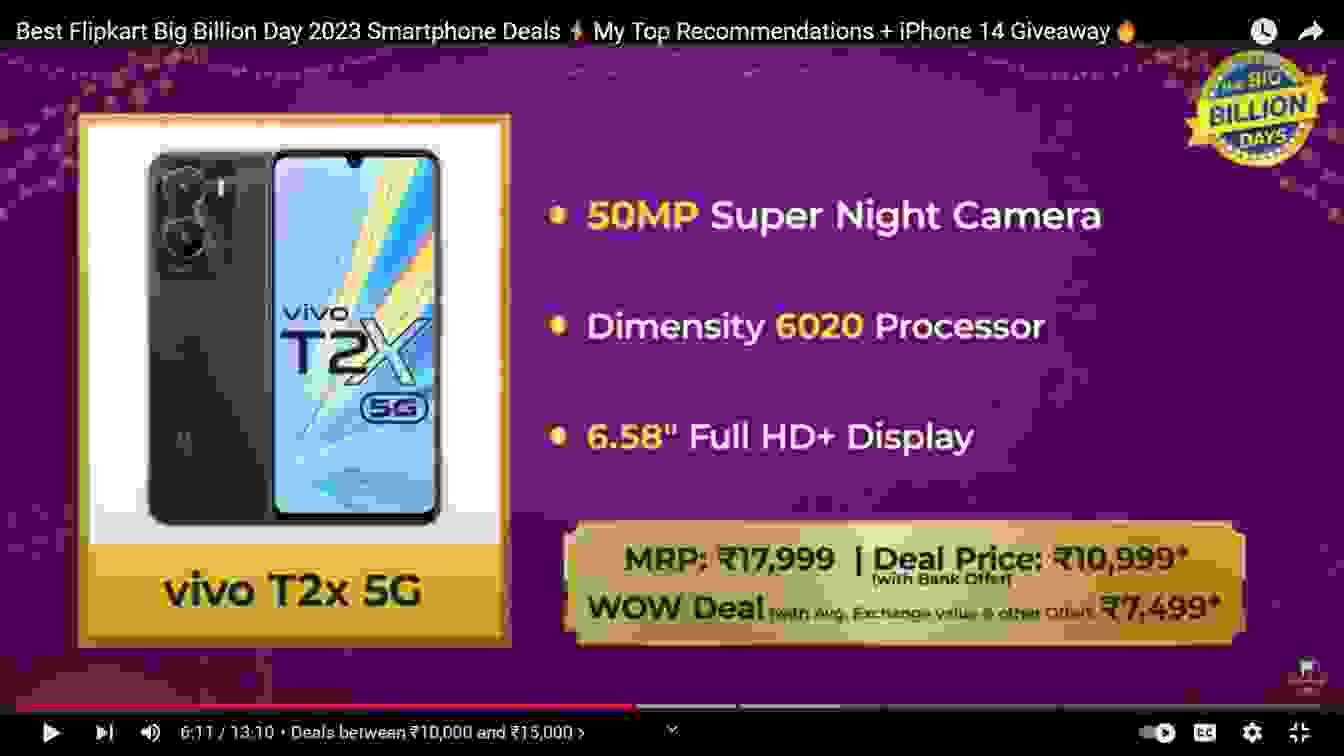 Best Flipkart Big Billion Day 2023 Smartphone Deals ⚡ My Top Recommendations + iPhone 14 Giveaway 🔥
THE BIG
BILLION
DAYS
50MP Super Night Camera
vivo
T2X
5G
Dimensity 6020 Processor
6.58" Full HD+ Display
vivo T2x 5G
MRP: ₹17,999 | Deal Price: ₹10,999*
(with Bank Offer)
WOW Deal (with Avg. Exchange value & other Offer) ₹7,499*
6:11 / 13:10 • Deals between ₹10,000 and ₹15,000 >
CC